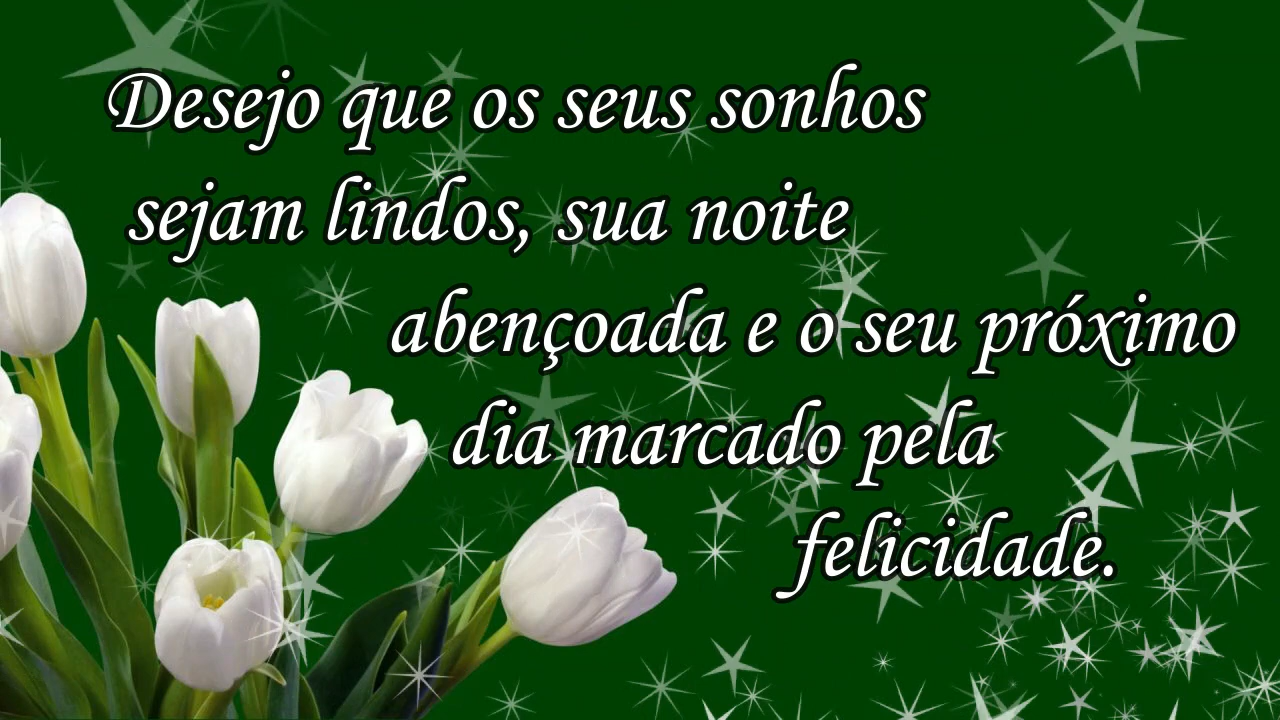 Desejo que os seus sonhos
sejam lindos, sua noite
abençoada e o seu próximo
dia marcado pela
felicidade.